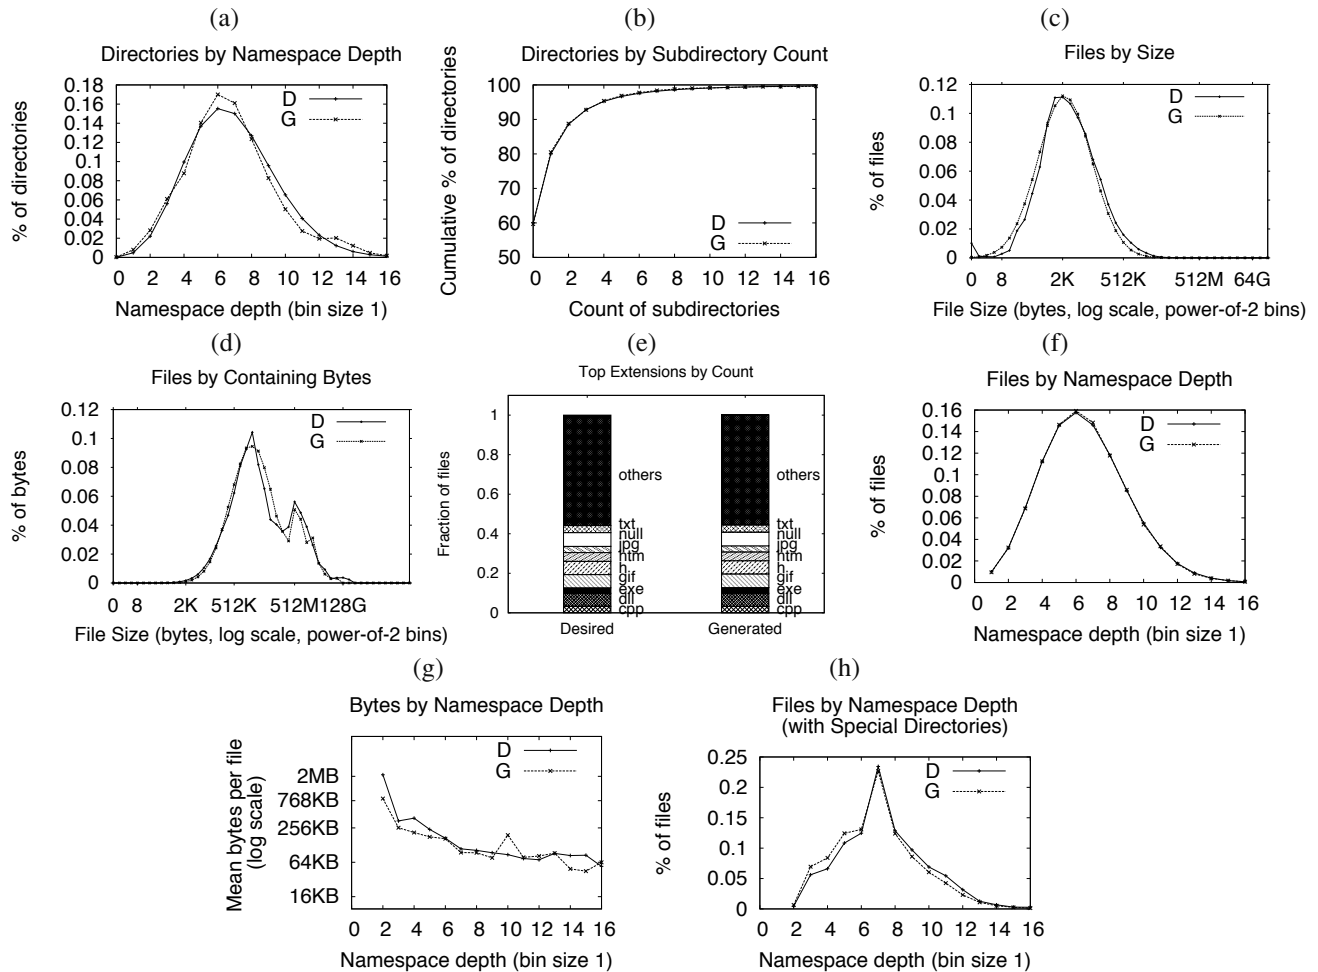 (a)
Directories by Namespace Depth
% of directories
0.18
0.16
0.14
0.12
0.1
0.08
0.06
0.04
0.02
0
D
G
0 2 4 6 8 10 12 14 16
Namespace depth (bin size 1)
(b)
Directories by Subdirectory Count
Cumulative % of directories
100
90
80
70
60
50
D
G
0 2 4 6 8 10 12 14 16
Count of subdirectories
(c)
Files by Size
% of files
0.12
0.1
0.08
0.06
0.04
0.02
0
D
G
0 8 2K 512K 512M 64G
File Size (bytes, log scale, power-of-2 bins)
(d)
Files by Containing Bytes
% of bytes
0.12
0.1
0.08
0.06
0.04
0.02
0
D
G
0 8 2K 512K 512M 128G
File Size (bytes, log scale, power-of-2 bins)
(e)
Top Extensions by Count
Fraction of files
1
0.8
0.6
0.4
0.2
0
others
txt
null
jpg
htm
h
gif
exe
dll
cpp
others
txt
null
jpg
htm
h
gif
exe
dll
cpp
Desired Generated
(f)
Files by Namespace Depth
% of files
0.16
0.14
0.12
0.1
0.08
0.06
0.04
0.02
0
D
G
0 2 4 6 8 10 12 14 16
Namespace depth (bin size 1)
(g)
Bytes by Namespace Depth
Mean bytes per file
(log scale)
2MB
768KB
256KB
64KB
16KB
D
G
0 2 4 6 8 10 12 14 16
Namespace depth (bin size 1)
(h)
Files by Namespace Depth
(with Special Directories)
% of files
0.25
0.2
0.15
0.1
0.05
0
D
G
0 2 4 6 8 10 12 14 16
Namespace depth (bin size 1)